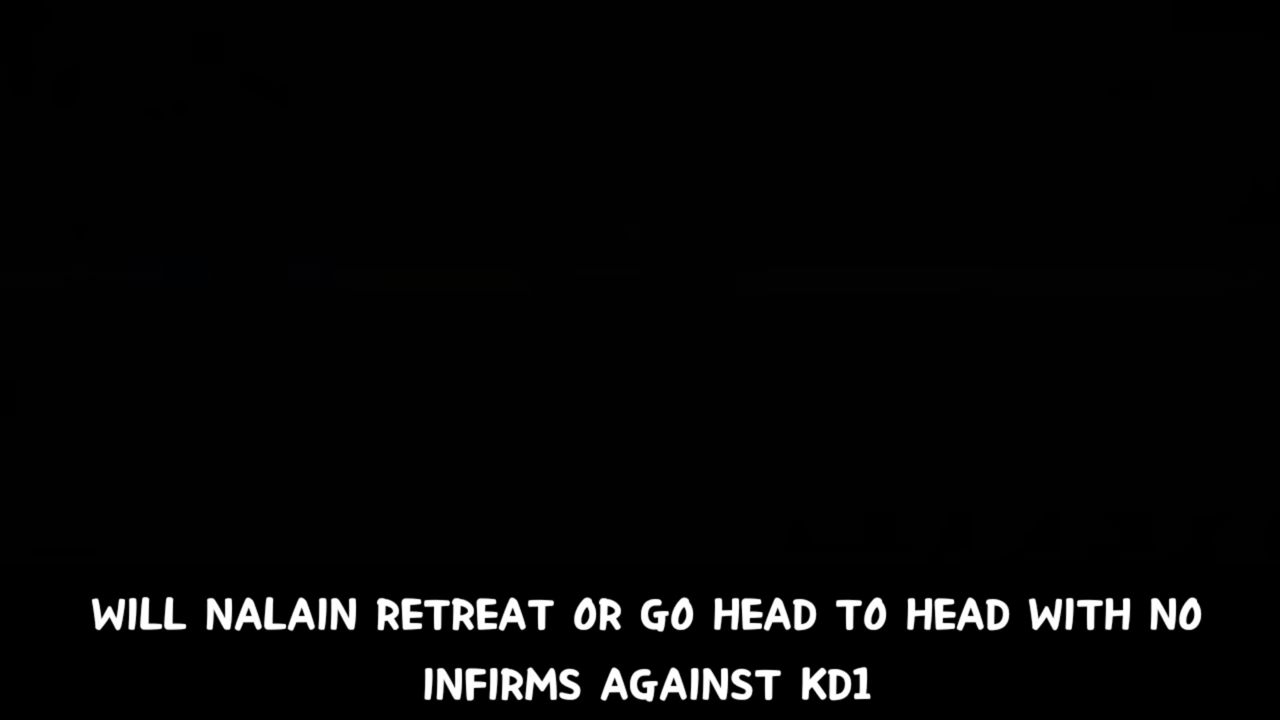 WILL NALAIN RETREAT OR GO HEAD TO HEAD WITH NO
INFIRMS AGAINST KD1